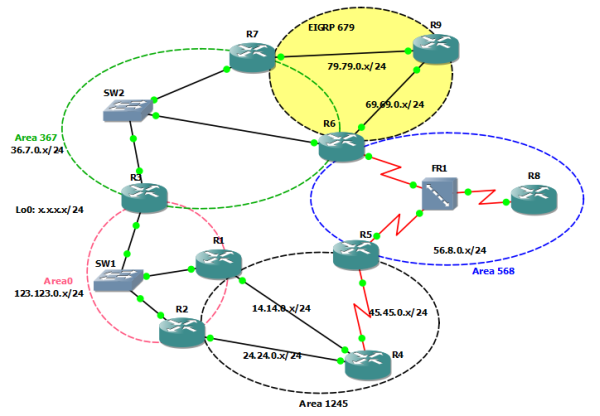 EIGRP 679
R7
R9
79.79.0.x/24
SW2
69.69.0.x/24
R6
Area 367
36.7.0.x/24
FR1
R8
R3
Lo0: x.x.x.x/ 24
R1
R5
56.8.0.x/24
SW1
Area0
123.123.0.x/24
Area 568
R2
14.14.0.x/24
45.45.0.x/24
24.24.0.x/24
R4
Area 1245